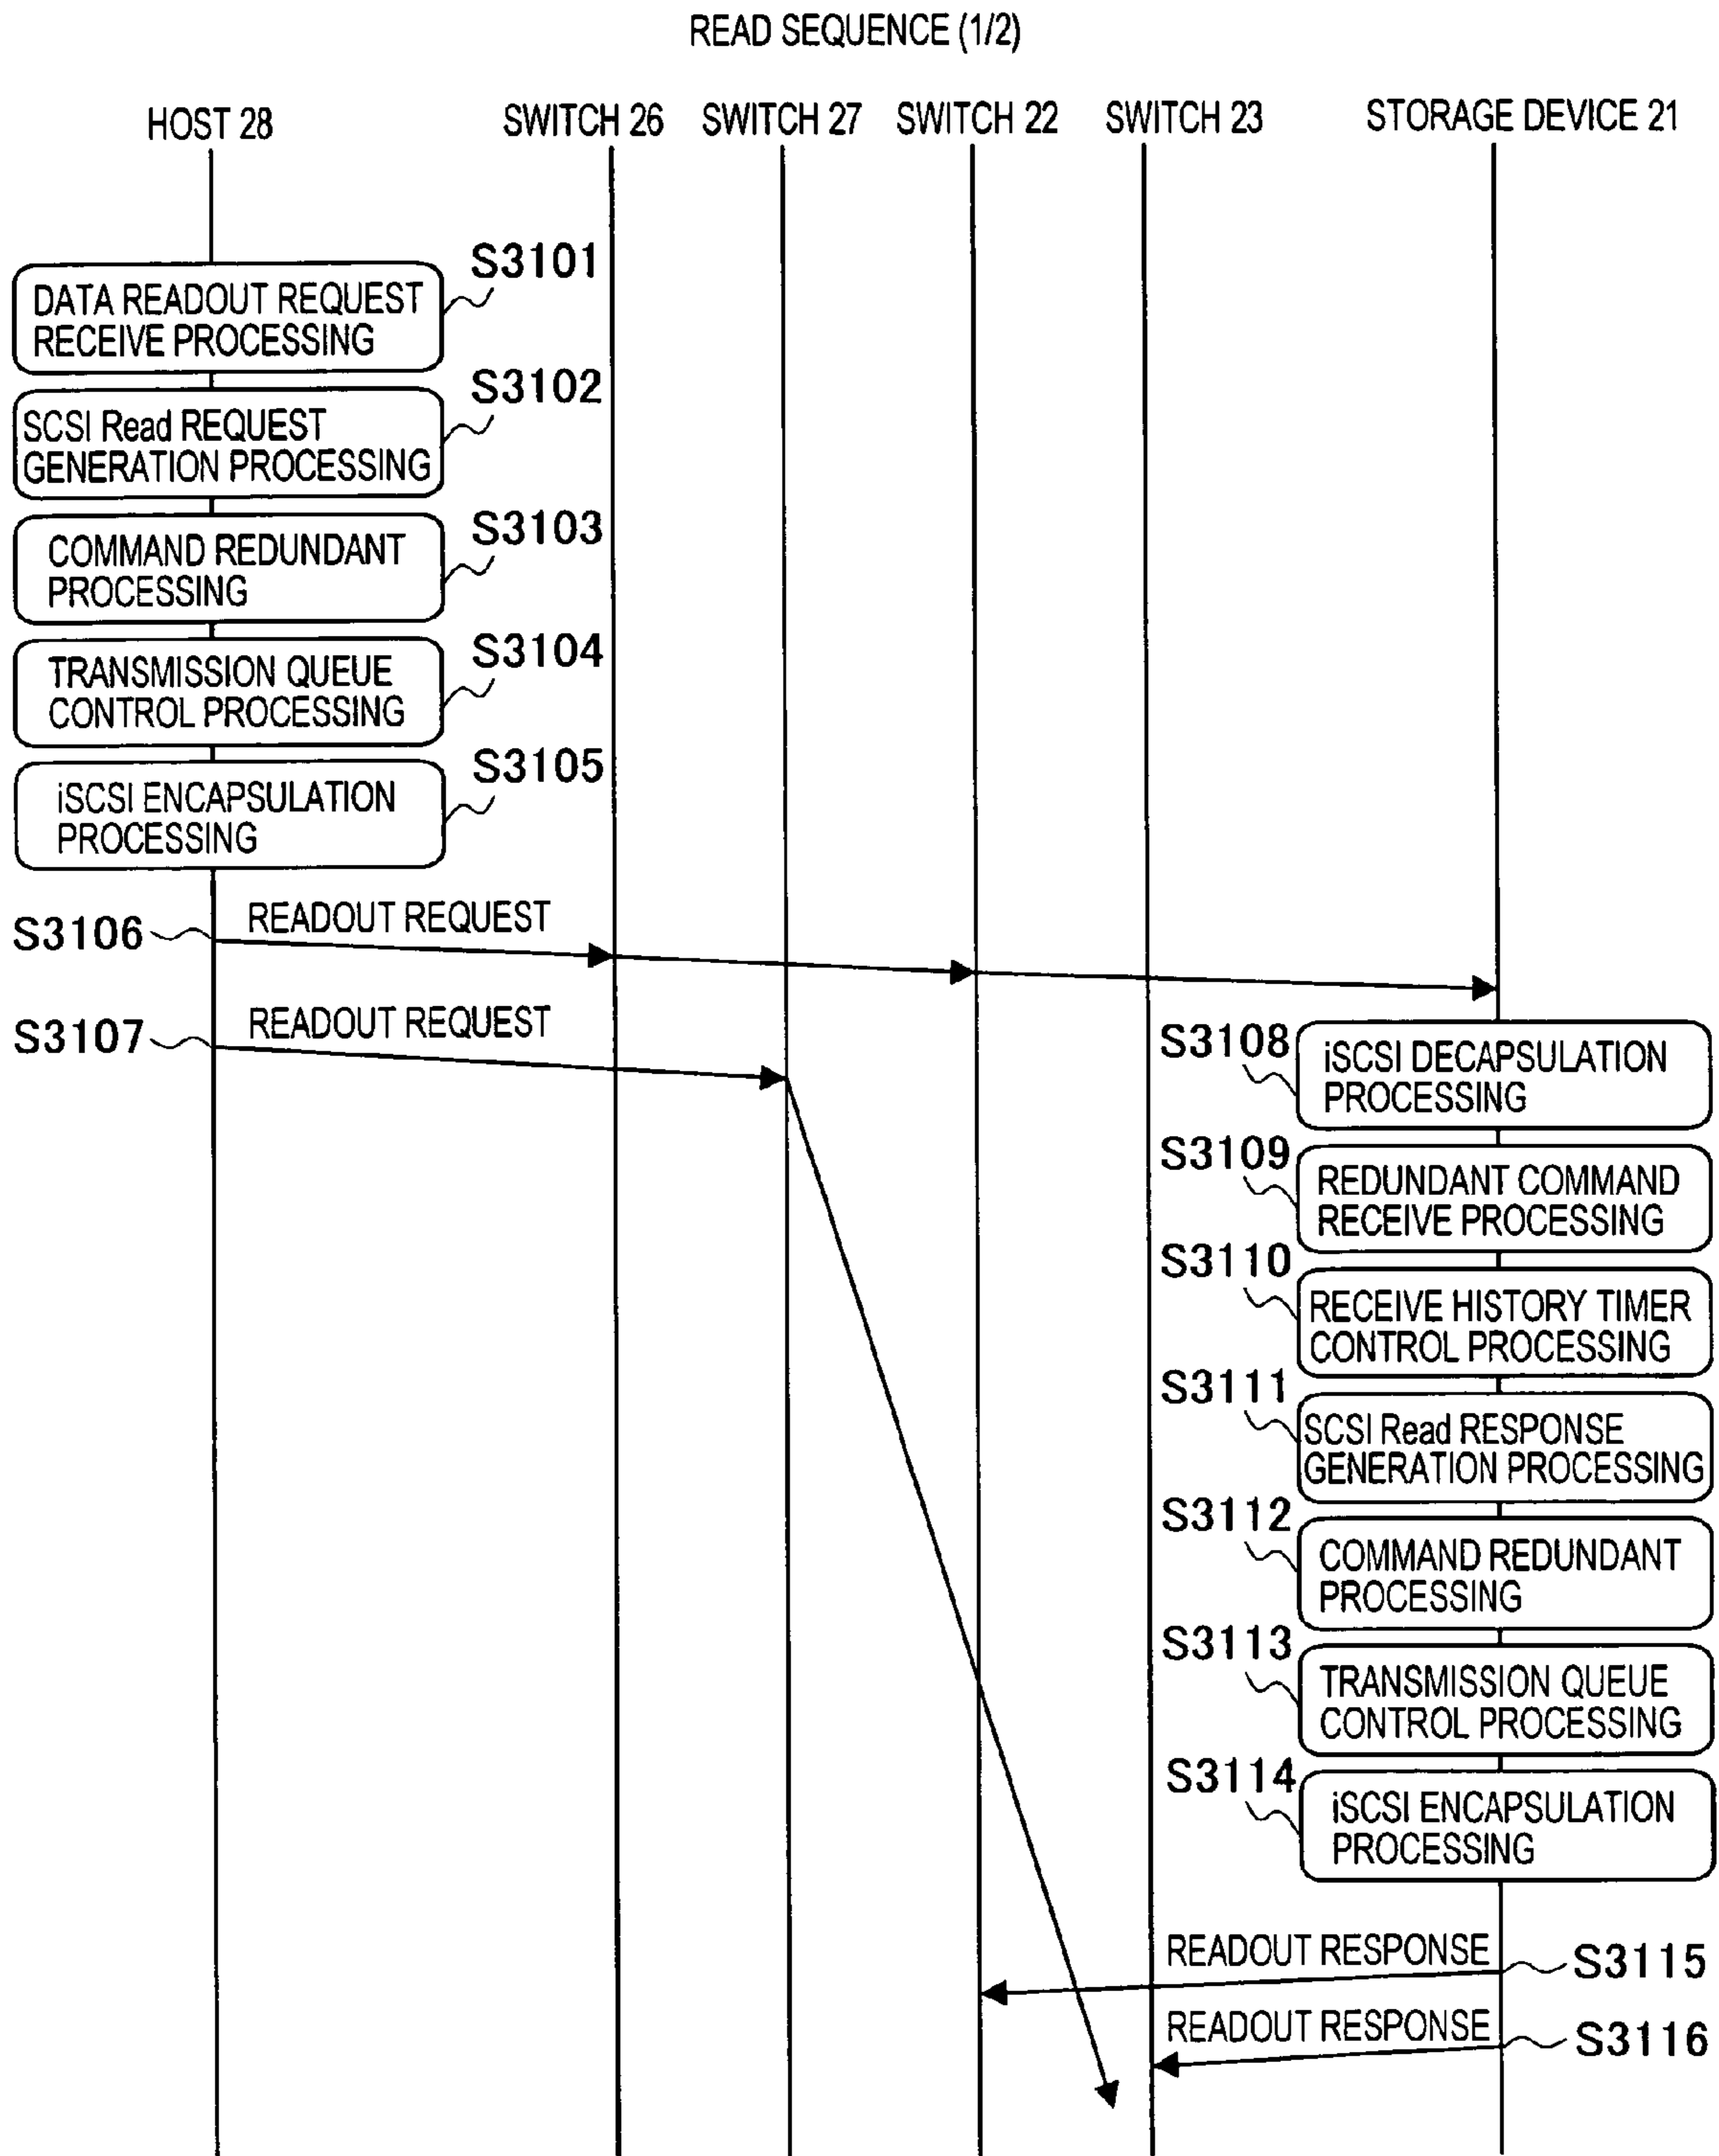 READ SEQUENCE (1/2)
HOST 28
SWITCH 26
SWITCH 27
SWITCH 22
SWITCH 23
STORAGE DEVICE 21
S3101
DATA READOUT REQUEST
RECEIVE PROCESSING
S3102
SCSI Read REQUEST
GENERATION PROCESSING
S3103
COMMAND REDUNDANT
PROCESSING
S3104
TRANSMISSION QUEUE
CONTROL PROCESSING
S3105
iSCSI ENCAPSULATION
PROCESSING
S3106
READOUT REQUEST
S3107
READOUT REQUEST
S3108
iSCSI DECAPSULATION
PROCESSING
S3109
REDUNDANT COMMAND
RECEIVE PROCESSING
S3110
RECEIVE HISTORY TIMER
CONTROL PROCESSING
S3111
SCSI Read RESPONSE
GENERATION PROCESSING
S3112
COMMAND REDUNDANT
PROCESSING
S3113
TRANSMISSION QUEUE
CONTROL PROCESSING
S3114
iSCSI ENCAPSULATION
PROCESSING
READOUT RESPONSE
S3115
READOUT RESPONSE
S3116